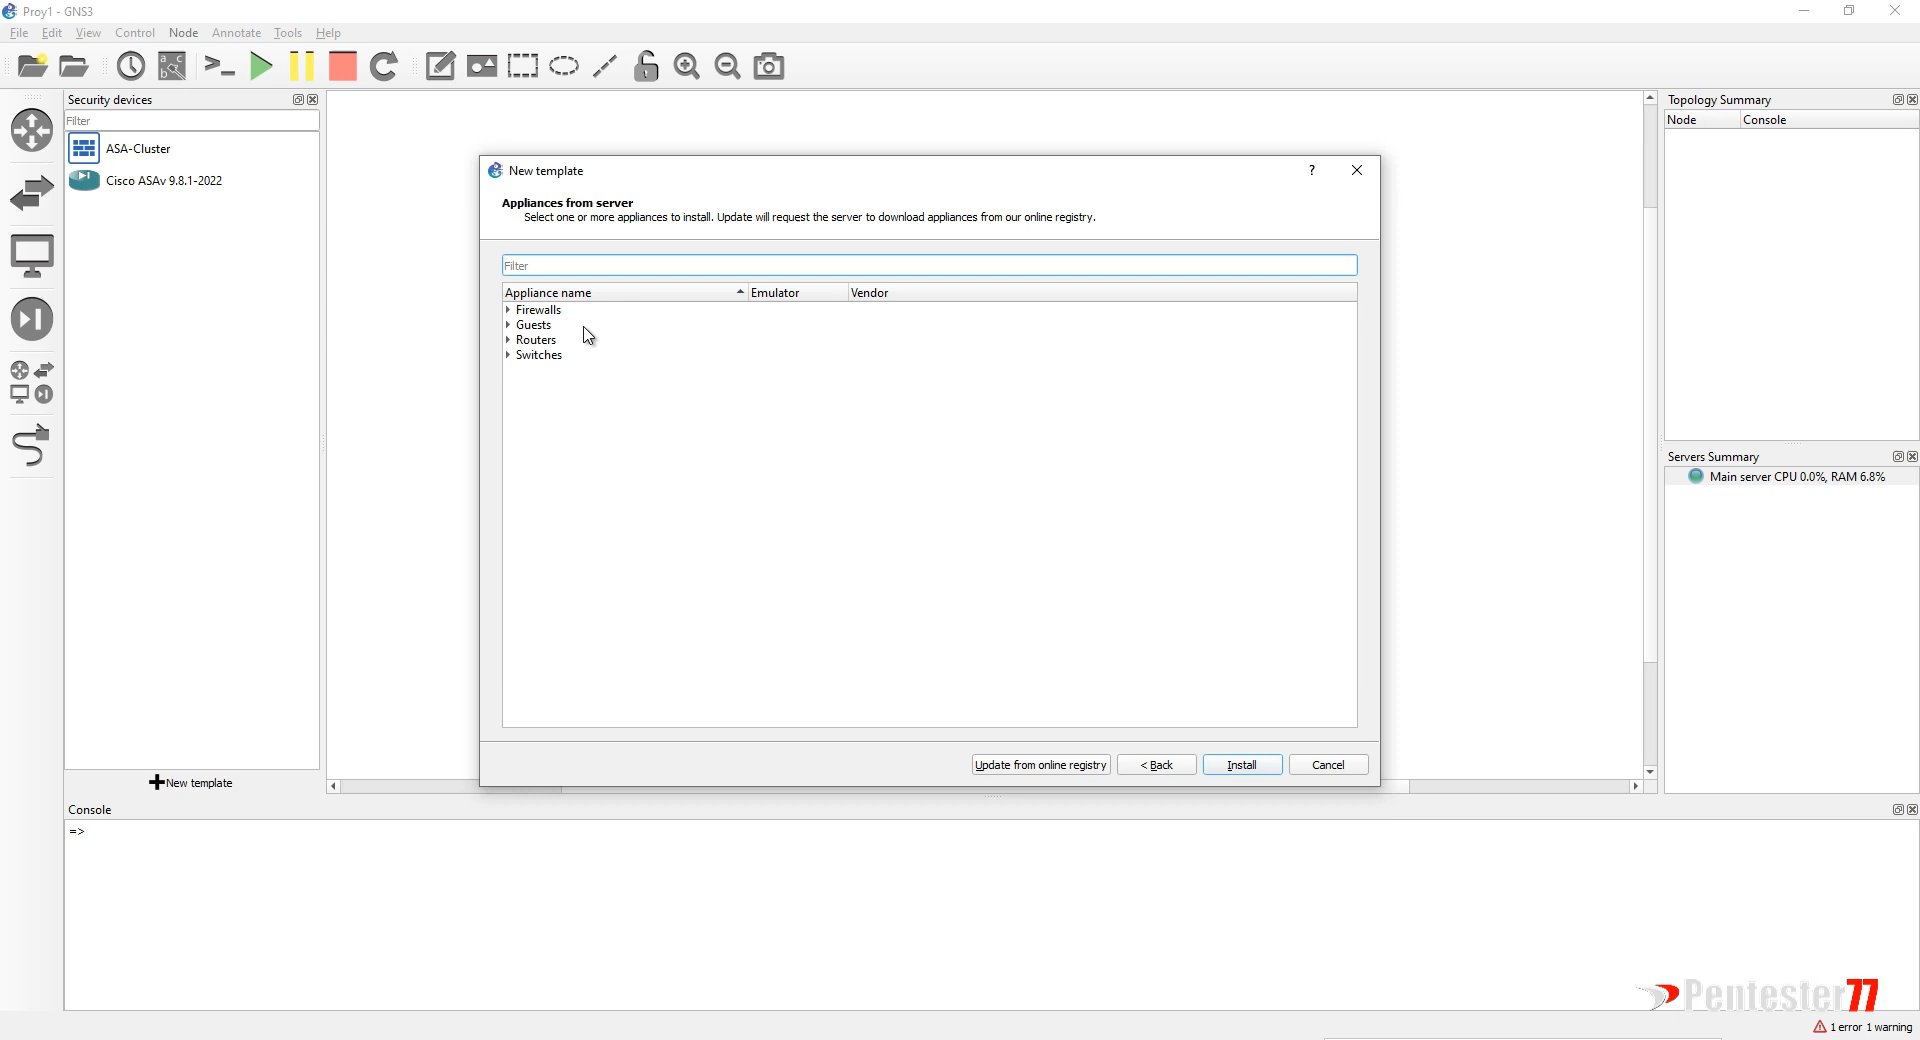 Proy1 - GNS3
File Edit View Control Node Annotate Tools Help
Security devices
Filter
ASA-Cluster
Cisco ASAv 9.8.1-2022
New template
New template
?
Appliances from server
Select one or more appliances to install. Update will request the server to download appliances from our online registry.
Filter
Appliance name Emulator Vendor
Firewalls
Guests
Routers
Switches
Update from online registry < Back Install Cancel
Topology Summary
Node Console
Servers Summary
Main server CPU 0.0%, RAM 6.8%
Console
=>
Pentester77
1 error 1 warning